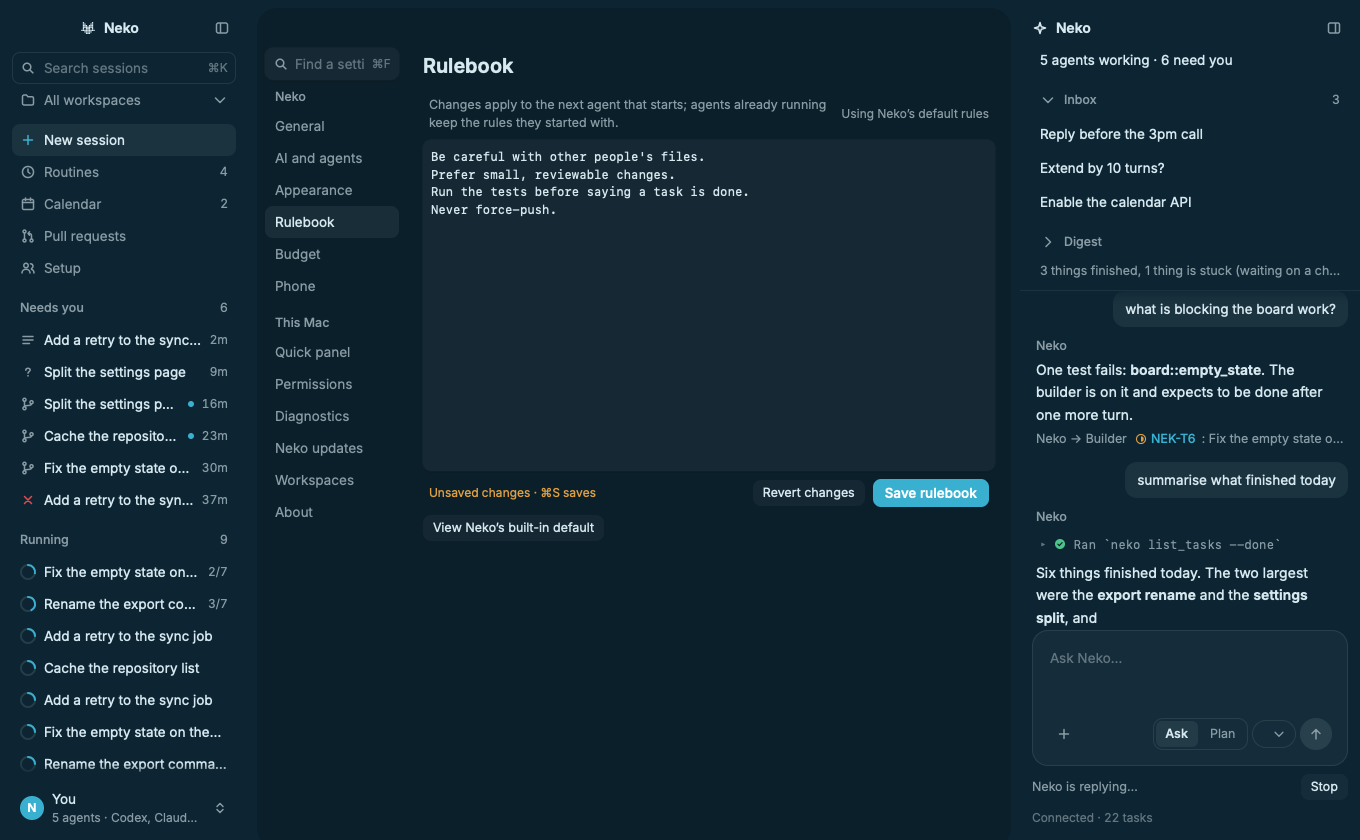 Neko
Search sessions ⌘K
All workspaces
New session
Routines 4
Calendar 2
Pull requests
Setup
Needs you 6
Add a retry to the sync... 2m
? Split the settings page 9m
Split the settings p... 16m
Cache the reposito... 23m
Fix the empty state o... 30m
Add a retry to the syn... 37m
Running 9
Fix the empty state on... 2/7
Rename the export co... 3/7
Add a retry to the sync job
Cache the repository list
Add a retry to the sync job
Fix the empty state on the...
Rename the export comma...
N
You
5 agents · Codex, Claud...
Find a setti ⌘F
Neko
General
AI and agents
Appearance
Rulebook
Budget
Phone
This Mac
Quick panel
Permissions
Diagnostics
Neko updates
Workspaces
About
Rulebook
Changes apply to the next agent that starts; agents already running
keep the rules they started with.
Using Neko’s default rules
Be careful with other people's files.
Prefer small, reviewable changes.
Run the tests before saying a task is done.
Never force-push.
Unsaved changes · ⌘S saves
Revert changes
Save rulebook
View Neko’s built-in default
Neko
5 agents working · 6 need you
Inbox 3
Reply before the 3pm call
Extend by 10 turns?
Enable the calendar API
Digest
3 things finished, 1 thing is stuck (waiting on a ch...
what is blocking the board work?
Neko
One test fails: board::empty_state. The
builder is on it and expects to be done after
one more turn.
Neko → Builder NEK-T6 : Fix the empty state o...
summarise what finished today
Neko
Ran `neko list_tasks --done`
Six things finished today. The two largest
were the export rename and the settings
split, and
Ask Neko...
Ask Plan
Neko is replying...
Stop
Connected · 22 tasks